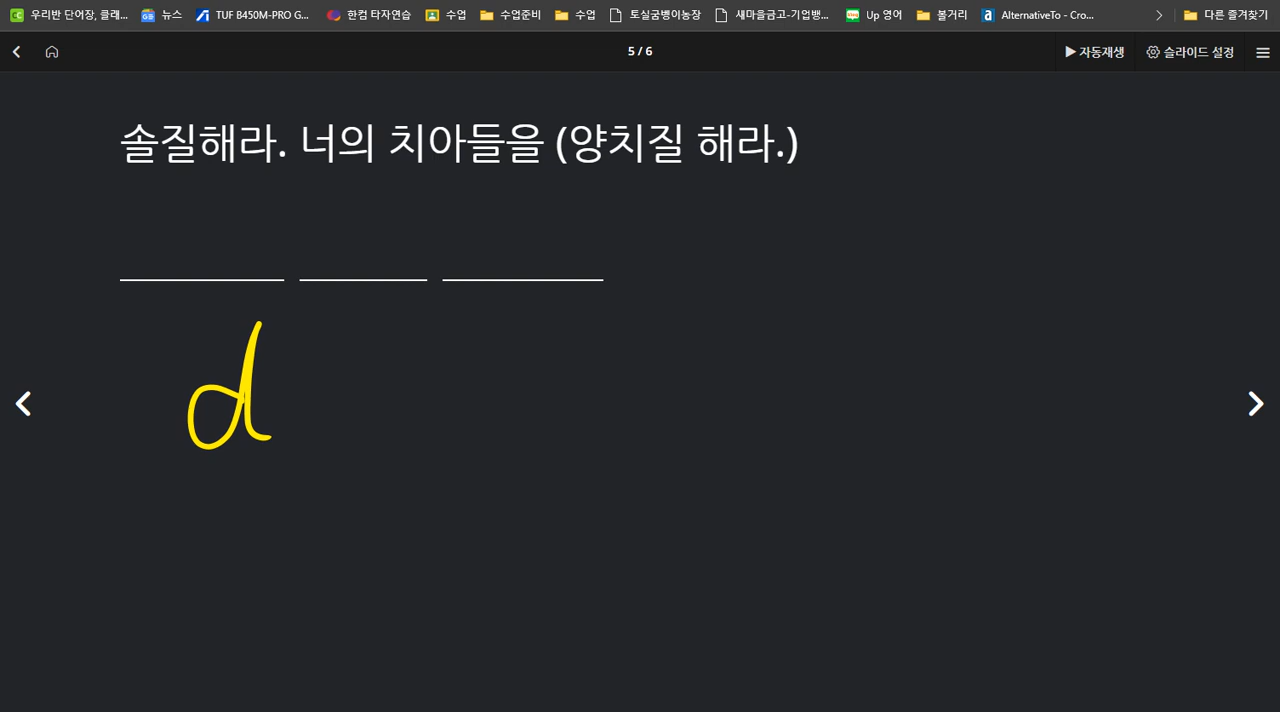 우리반 단어장, 클래... 뉴스 TUF B450M-PRO G... 한컴 타자연습 수업 수업준비 수업 토실굼벵이농장 새마을금고-기업뱅... Up 영어 볼거리 AlternativeTo - Cro... 다른 즐겨찾기
5 / 6 자동재생 슬라이드 설정
솔질해라. 너의 치아들을 (양치질 해라.)
d